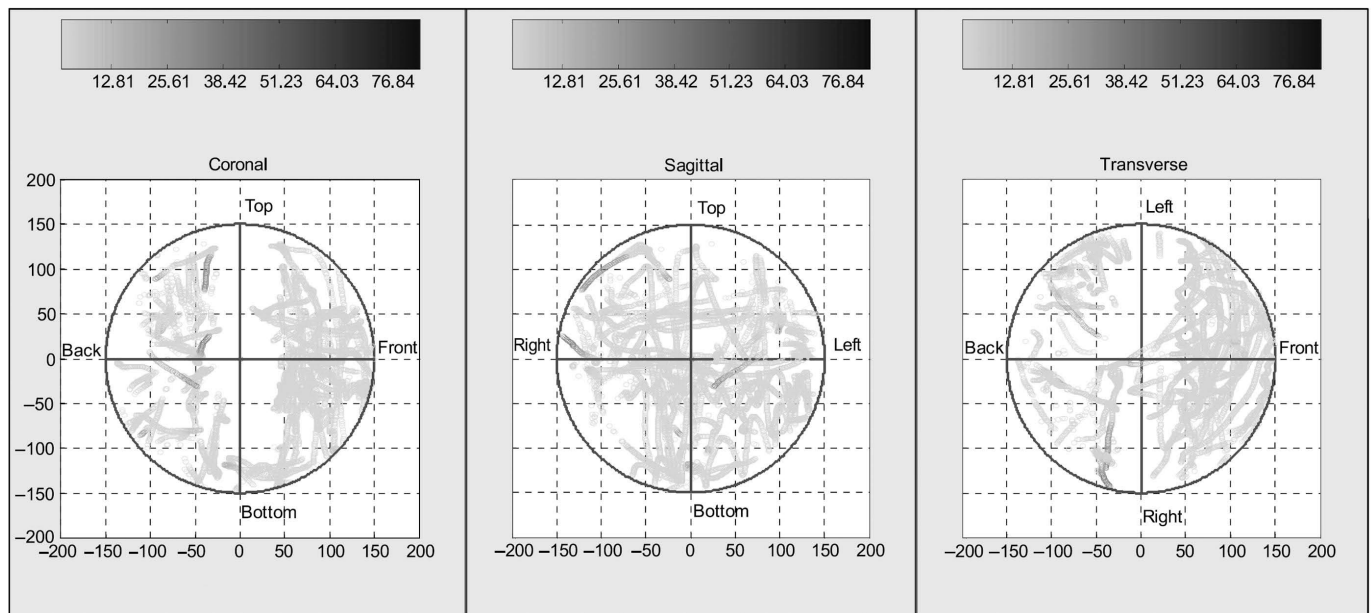 12.81 25.61 38.42 51.23 64.03 76.84 12.81 25.61 38.42 51.23 64.03 76.84 12.81 25.61 38.42 51.23 64.03 76.84
Coronal Sagittal Transverse
200
150 Top Top Left
100
50
0 Back Front Right Left Back Front
–50
–100
–150
Bottom Bottom Right
–200
–200 –150 –100 –50 0 50 100 150 200 –200 –150 –100 –50 0 50 100 150 200 –200 –150 –100 –50 0 50 100 150 200